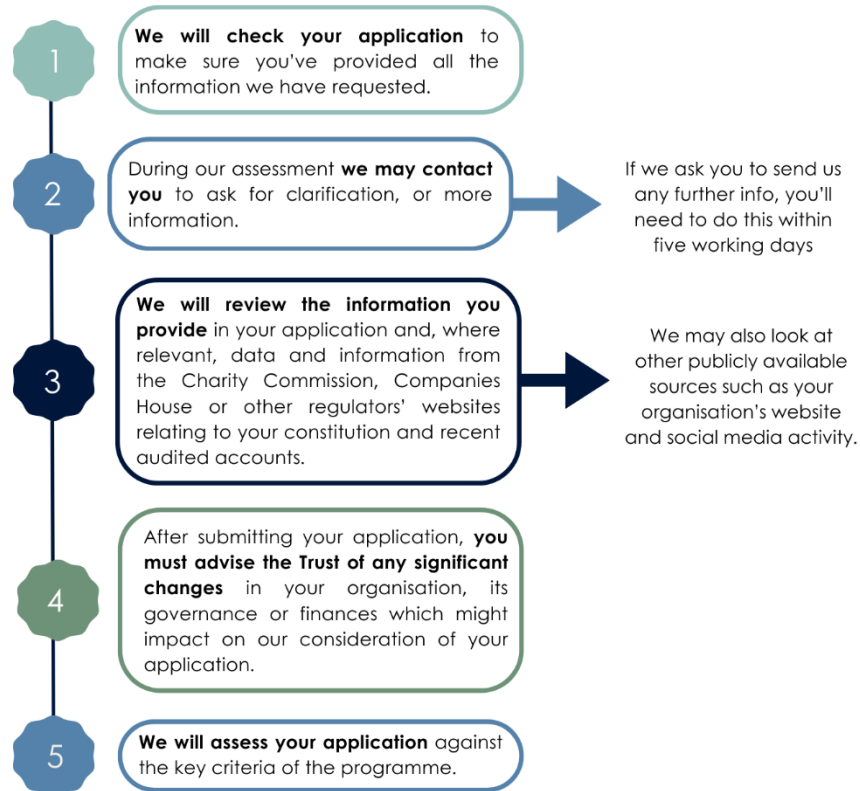 1
We will check your application to
make sure you've provided all the
information we have requested.
2
During our assessment we may contact
you to ask for clarification, or more
information.
If we ask you to send us
any further info, you'll
need to do this within
five working days
3
We will review the information you
provide in your application and, where
relevant, data and information from
the Charity Commission, Companies
House or other regulators' websites
relating to your constitution and recent
audited accounts.
We may also look at
other publicly available
sources such as your
organisation's website
and social media activity.
4
After submitting your application, you
must advise the Trust of any significant
changes in your organisation, its
governance or finances which might
impact on our consideration of your
application.
5
We will assess your application against
the key criteria of the programme.